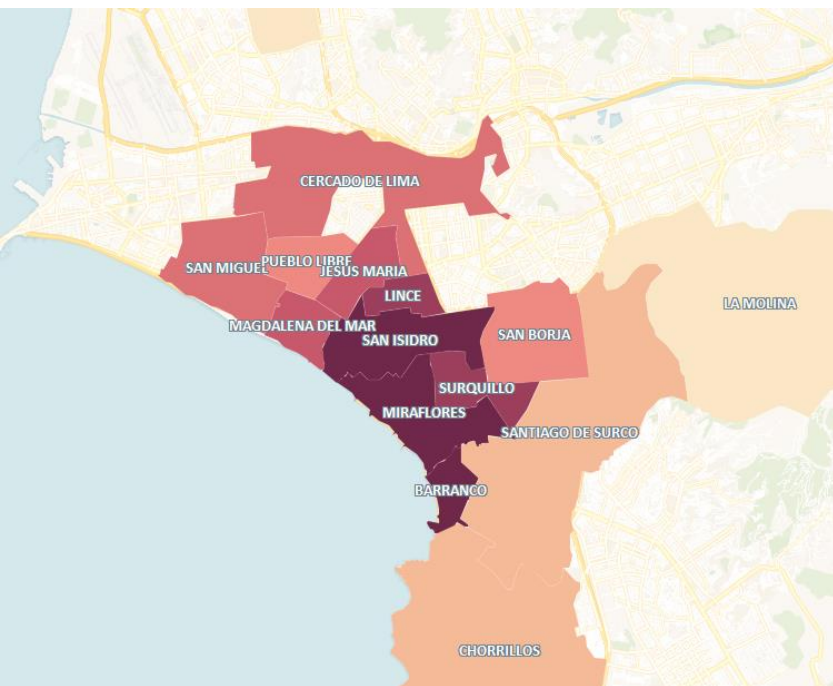 CERCADO DE LIMA
PUEBLO LIBRE
SAN MIGUEL
JESUS MARIA
LINCE
LA MOLINA
MAGDALENA DEL MAR
SAN ISIDRO
SAN BORJA
SURQUILLO
MIRAFLORES
SANTIAGO DE SURCO
BARRANCO
CHORRILLOS